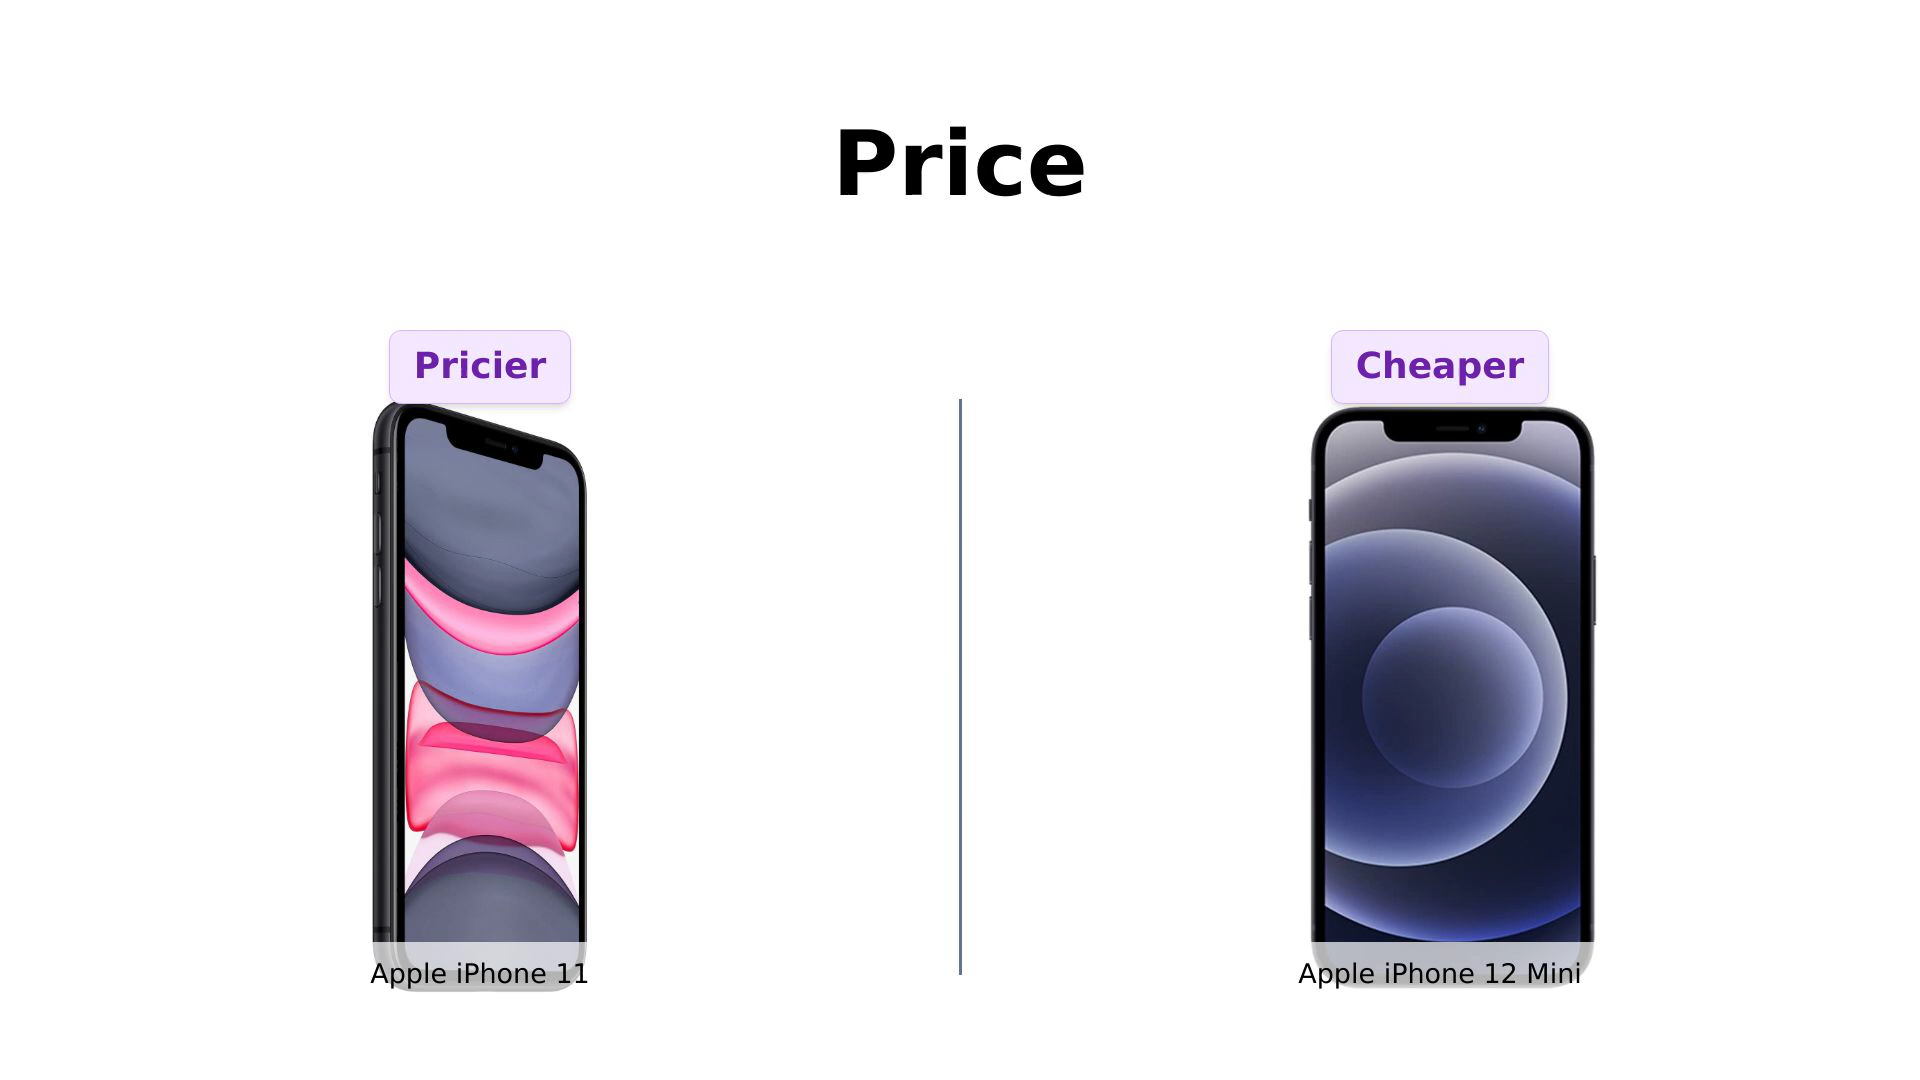 Price
Pricier
Cheaper
Apple iPhone 11
Apple iPhone 12 Mini